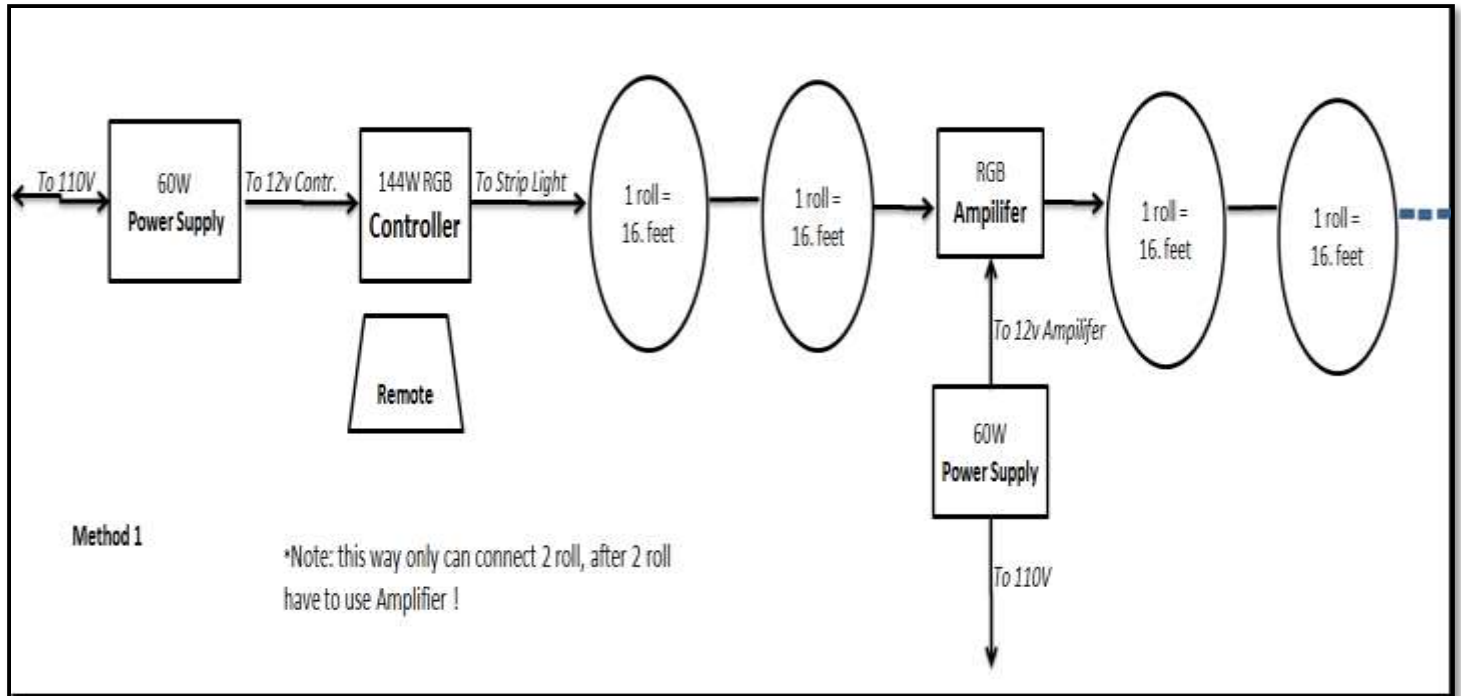 To 110V
60W
Power Supply
To 12v Contr.
144W RGB
Controller
To Strip Light
1 roll =
16. feet
1 roll =
16. feet
RGB
Ampilifer
1 roll =
16. feet
1 roll =
16. feet
Remote
To 12v Ampilifer
60W
Power Supply
To 110V
Method 1
*Note: this way only can connect 2 roll, after 2 roll
have to use Amplifier !